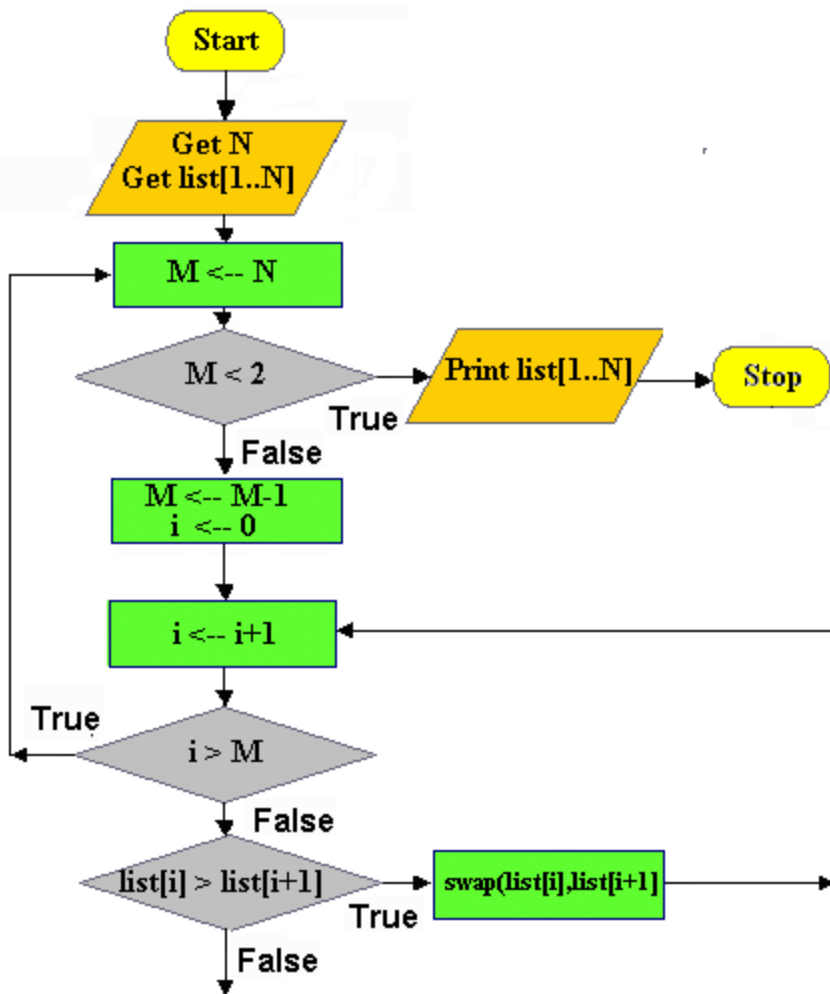 Start
Get N
Get list[1..N]
M <-- N
M < 2
True
Print list[1..N]
Stop
False
M <-- M-1
i <-- 0
i <-- i+1
True
i > M
False
list[i] > list[i+1]
True
swap(list[i],list[i+1]
False